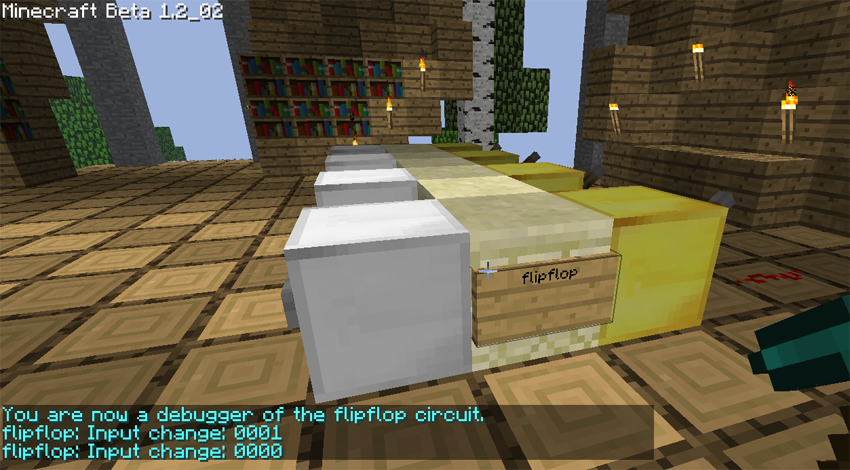 Minecraft Beta 1.2_02
flipflop
You are now a debugger of the flipflop circuit.
flipflop: Input change: 0001
flipflop: Input change: 0000